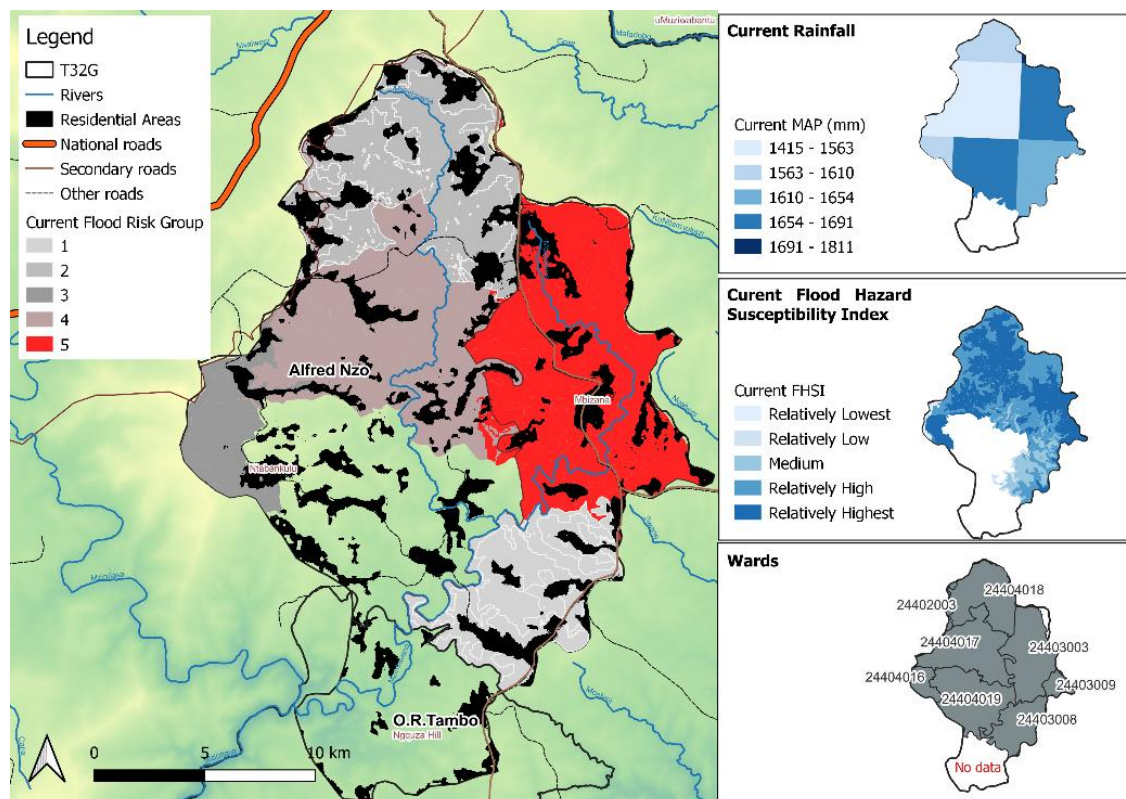 Legend
T32G
Rivers
Residential Areas
National roads
Secondary roads
Other roads
Current Flood Risk Group
1
2
3
4
5
uMuziwabantu
Alfred Nzo
Mbizana
Ntabankulu
O.R.Tambo
Ngquza Hill
0
5
10 km
Current Rainfall
Current MAP (mm)
1415 - 1563
1563 - 1610
1610 - 1654
1654 - 1691
1691 - 1811
Curent Flood Hazard
Susceptibility Index
Current FHSI
Relatively Lowest
Relatively Low
Medium
Relatively High
Relatively Highest
Wards
24404018
24402003
24404017
24403003
24404016
24403009
24404019
24403008
No data